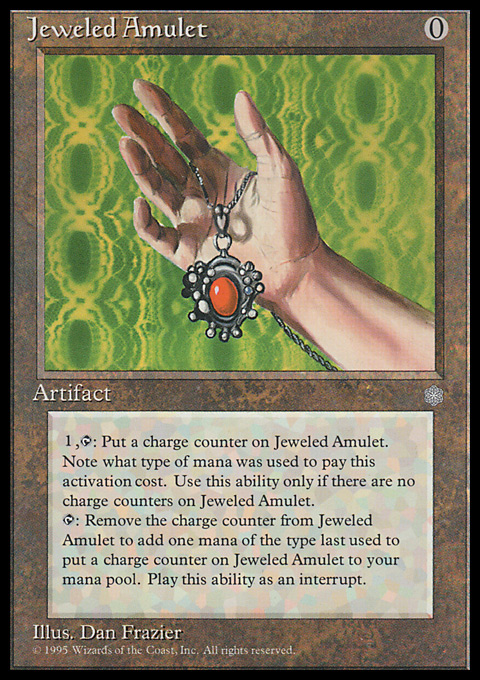 Jeweled Amulet 0
Artifact
1,T: Put a charge counter on Jeweled Amulet.
Note what type of mana was used to pay this
activation cost. Use this ability only if there are no
charge counters on Jeweled Amulet.
T: Remove the charge counter from Jeweled
Amulet to add one mana of the type last used to
put a charge counter on Jeweled Amulet to your
mana pool. Play this ability as an interrupt.
Illus. Dan Frazier
© 1995 Wizards of the Coast, Inc. All rights reserved.